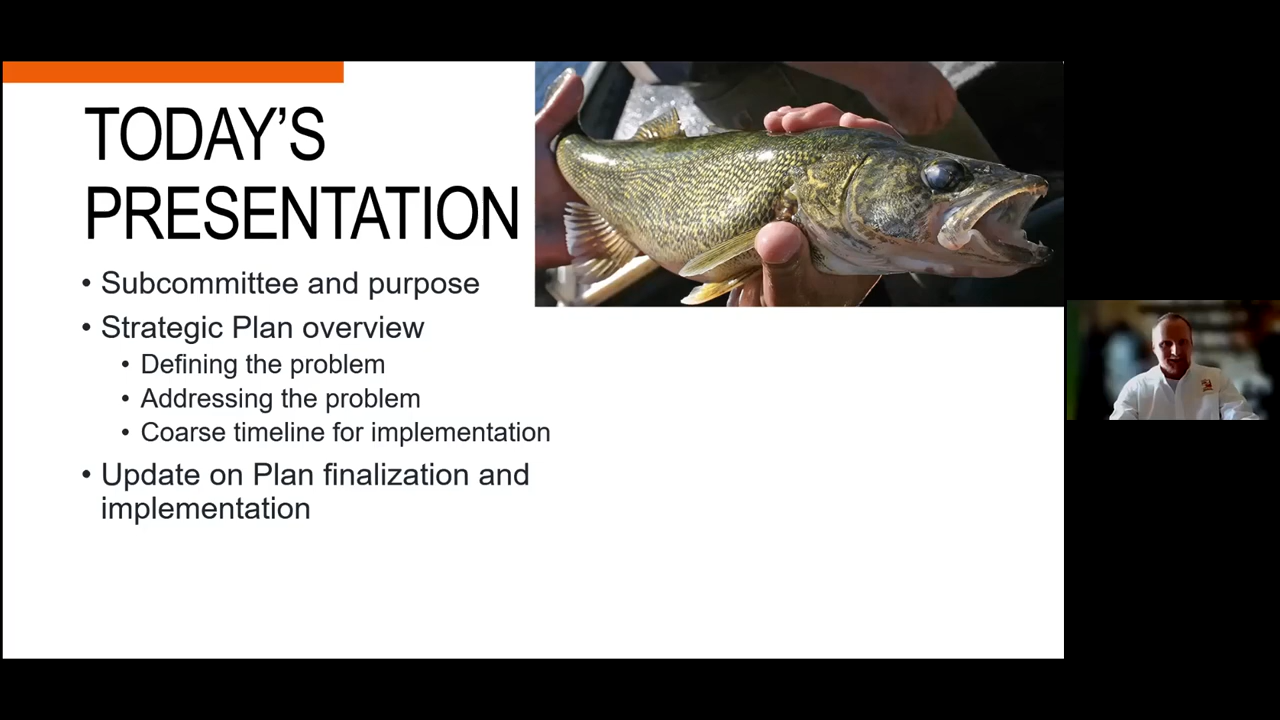 TODAY'S
PRESENTATION
• Subcommittee and purpose
• Strategic Plan overview
• Defining the problem
• Addressing the problem
• Coarse timeline for implementation
• Update on Plan finalization and
implementation